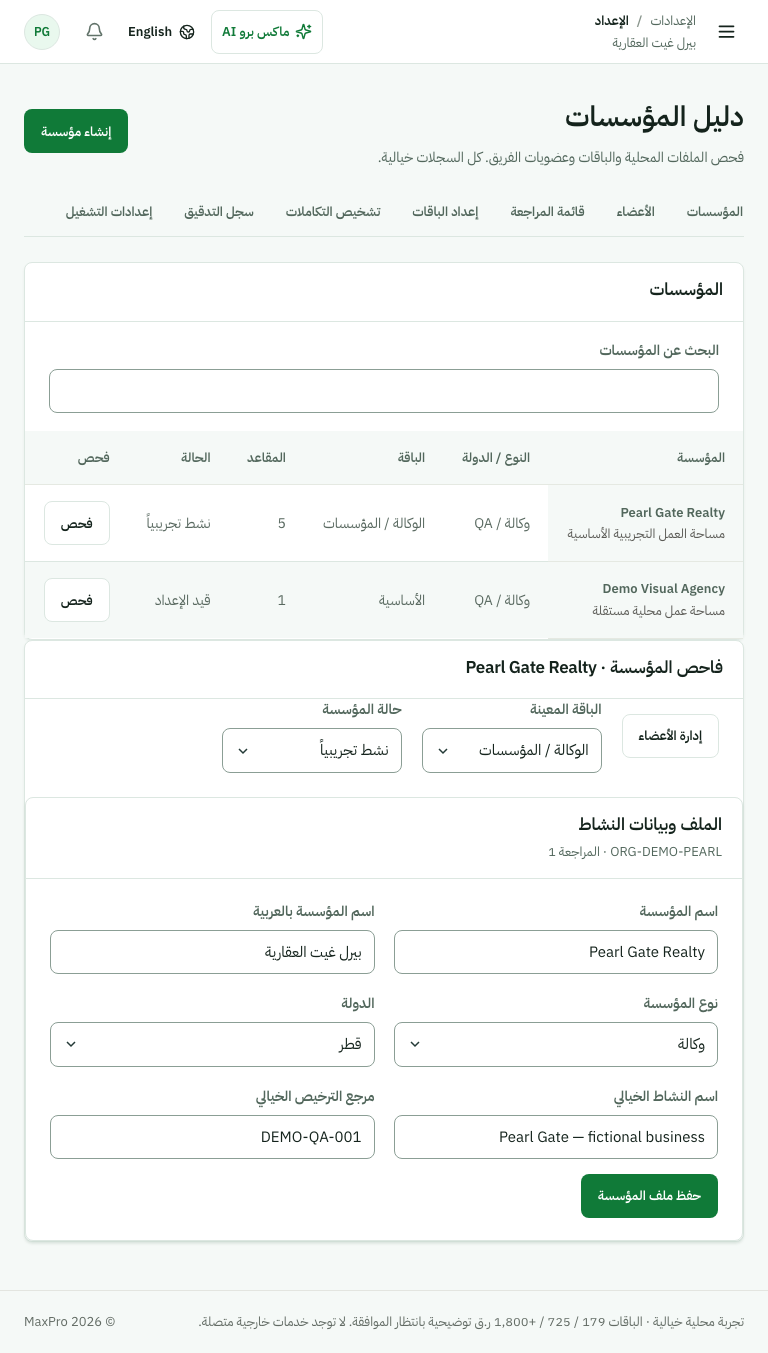 الإعدادات / الإعداد
بيرل غيت العقارية
ماكس برو AI
English
PG
دليل المؤسسات
فحص الملفات المحلية والباقات وعضويات الفريق. كل السجلات خيالية.
إنشاء مؤسسة
المؤسسات الأعضاء قائمة المراجعة إعداد الباقات تشخيص التكاملات سجل التدقيق إعدادات التشغيل
المؤسسات
البحث عن المؤسسات
المؤسسة النوع / الدولة الباقة المقاعد الحالة فحص
Pearl Gate Realty
مساحة العمل التجريبية الأساسية
وكالة / QA الوكالة / المؤسسات 5 نشط تجريبياً فحص
Demo Visual Agency
مساحة عمل محلية مستقلة
وكالة / QA الأساسية 1 قيد الإعداد فحص
فاحص المؤسسة · Pearl Gate Realty
إدارة الأعضاء
الباقة المعينة حالة المؤسسة
الوكالة / المؤسسات نشط تجريبياً
الملف وبيانات النشاط
ORG-DEMO-PEARL · المراجعة 1
اسم المؤسسة اسم المؤسسة بالعربية
Pearl Gate Realty بيرل غيت العقارية
نوع المؤسسة الدولة
وكالة قطر
اسم النشاط الخيالي مرجع الترخيص الخيالي
Pearl Gate — fictional business DEMO-QA-001
حفظ ملف المؤسسة
تجربة محلية خيالية · الباقات 179 / 725 / +1,800 ر.ق توضيحية بانتظار الموافقة. لا توجد خدمات خارجية متصلة.
© 2026 MaxPro